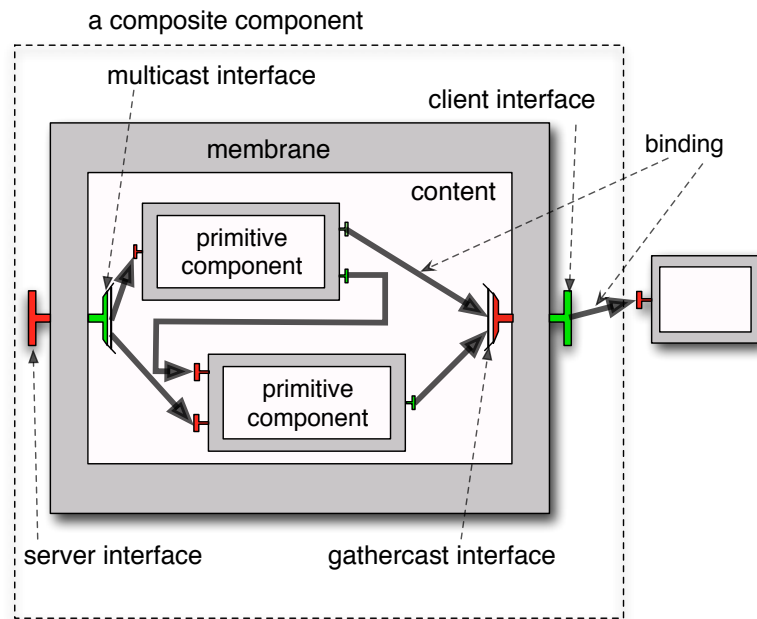 a composite component
multicast interface
client interface
membrane
binding
content
primitive
component
primitive
component
server interface
gathercast interface